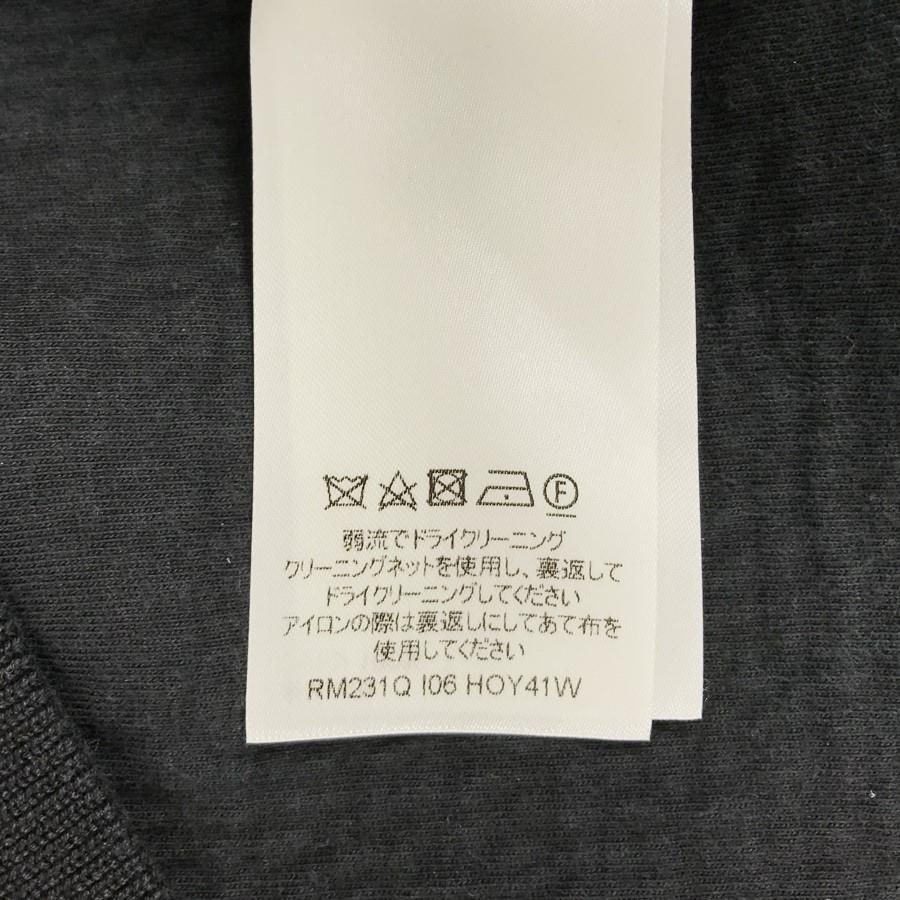 F
弱流でドライクリーニング
クリーニングネットを使用し、裏返して
ドライクリーニングしてください
アイロンの際は裏返しにしてあて布を
使用してください
RM231Q I06 HOY41W